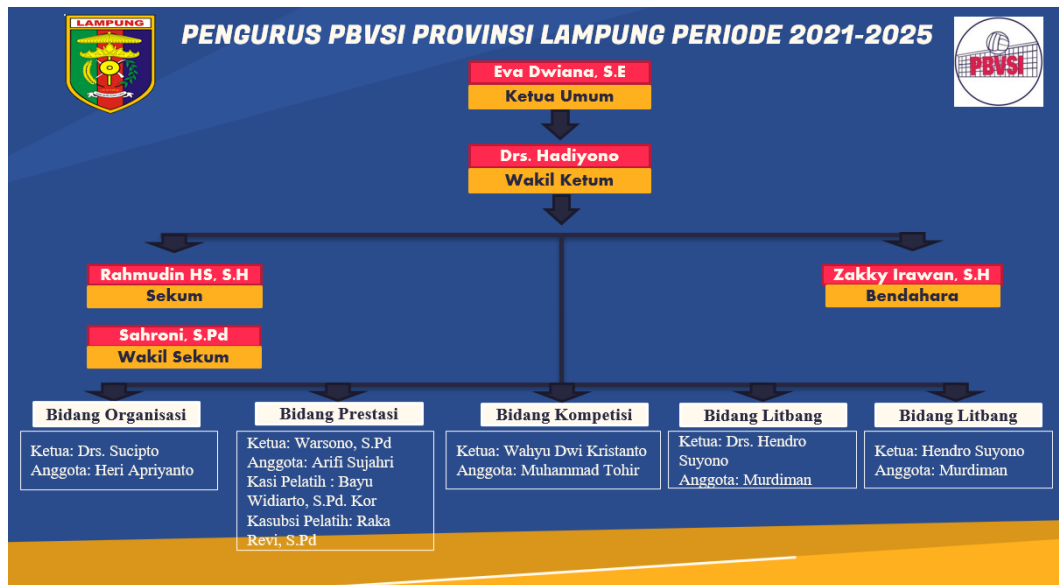 LAMPUNG
PENGURUS PBVSI PROVINSI LAMPUNG PERIODE 2021-2025
PBVSI
Eva Dwiana, S.E
Ketua Umum
Drs. Hadiyono
Wakil Ketum
Rahmudin HS, S.H
Sekum
Zakky Irawan, S.H
Bendahara
Sahroni, S.Pd
Wakil Sekum
Bidang Organisasi
Ketua: Drs. Sucipto
Anggota: Heri Apriyanto
Bidang Prestasi
Ketua: Warsono, S.Pd
Anggota: Arifi Sujahri
Kasi Pelatih : Bayu
Widiarto, S.Pd. Kor
Kasubsi Pelatih: Raka
Revi, S.Pd
Bidang Kompetisi
Ketua: Wahyu Dwi Kristanto
Anggota: Muhammad Tohir
Bidang Litbang
Ketua: Drs. Hendro
Suyono
Anggota: Murdiman
Bidang Litbang
Ketua: Hendro Suyono
Anggota: Murdiman